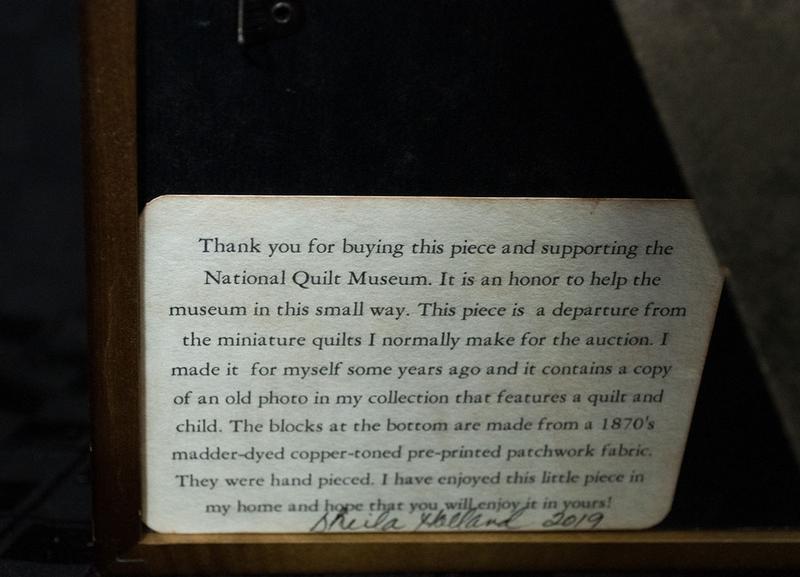 Thank you for buying this piece and supporting the
National Quilt Museum. It is an honor to help the
museum in this small way. This piece is a departure from
the miniature quilts I normally make for the auction. I
made it for myself some years ago and it contains a copy
of an old photo in my collection that features a quilt and
child. The blocks at the bottom are made from a 1870's
madder-dyed copper-toned pre-printed patchwork fabric.
They were hand pieced. I have enjoyed this little piece in
my home and hope that you will enjoy it in yours!
Sheila Holland 2019